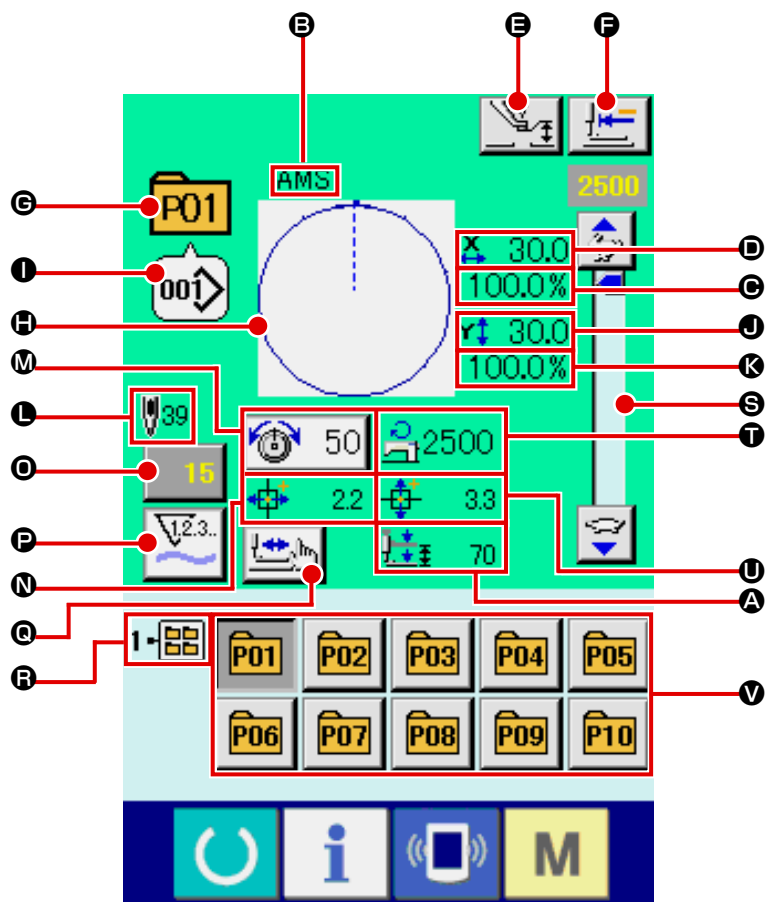 B E F
AMS
2500
G P01
X 30.0 D
I 001 100.0% C
H Y 30.0 J
M 100.0% K
S
L 39
50 2500 T
O 15
2.2 3.3
P 1.2.3..
N 70 U
A
Q
R 1
P01 P02 P03 P04 P05
V
P06 P07 P08 P09 P10
i M